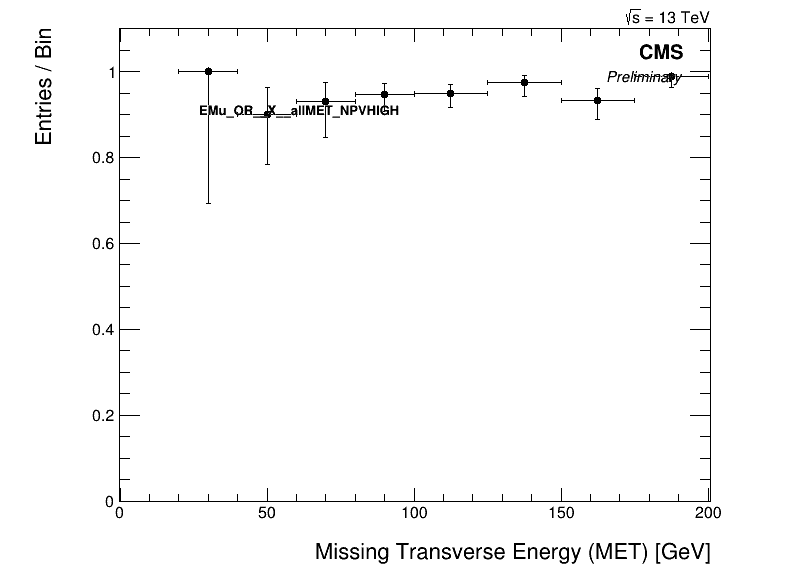 √s = 13 TeV
CMS
Preliminary
EMu_OR__X__allMET_NPVHIGH
Entries / Bin
1
0.8
0.6
0.4
0.2
0
0 50 100 150 200
Missing Transverse Energy (MET) [GeV]